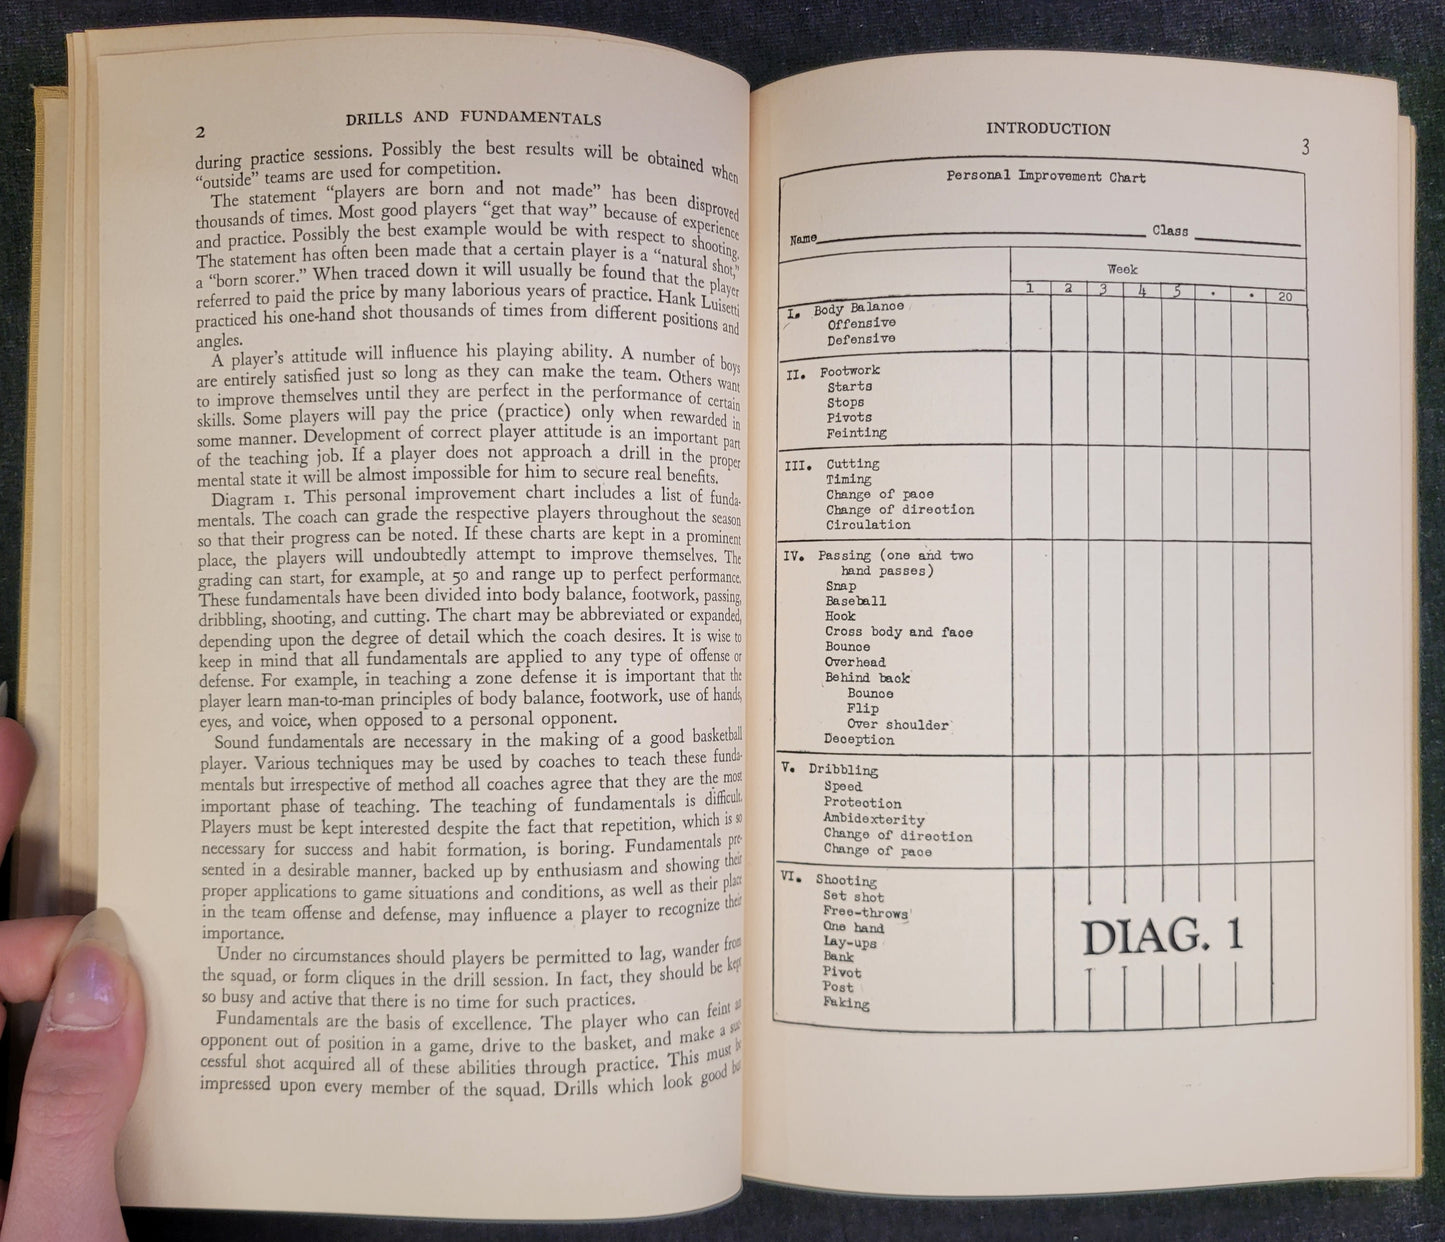 2
DRILLS AND FUNDAMENTALS
during practice sessions. Possibly the best results will be obtained when
“outside” teams are used for competition.
The statement “players are born and not made” has been disproved
thousands of times. Most good players “get that way” because of experience
and practice. Possibly the best example would be with respect to shooting.
The statement has often been made that a certain player is a “natural shot,”
a “born scorer.” When traced down it will usually be found that the player
referred to paid the price by many laborious years of practice. Hank Luisetti
practiced his one-hand shot thousands of times from different positions and
angles.
A player’s attitude will influence his playing ability. A number of boys
are entirely satisfied just so long as they can make the team. Others want
to improve themselves until they are perfect in the performance of certain
skills. Some players will pay the price (practice) only when rewarded in
some manner. Development of correct player attitude is an important part
of the teaching job. If a player does not approach a drill in the proper
mental state it will be almost impossible for him to secure real benefits.
Diagram 1. This personal improvement chart includes a list of funda-
mentals. The coach can grade the respective players throughout the season
so that their progress can be noted. If these charts are kept in a prominent
place, the players will undoubtedly attempt to improve themselves. The
grading can start, for example, at 50 and range up to perfect performance.
These fundamentals have been divided into body balance, footwork, passing,
dribbling, shooting, and cutting. The chart may be abbreviated or expanded,
depending upon the degree of detail which the coach desires. It is wise to
keep in mind that all fundamentals are applied to any type of offense or
defense. For example, in teaching a zone defense it is important that the
player learn man-to-man principles of body balance, footwork, use of hands,
eyes, and voice, when opposed to a personal opponent.
Sound fundamentals are necessary in the making of a good basketball
player. Various techniques may be used by coaches to teach these funda-
mentals but irrespective of method all coaches agree that they are the most
important phase of teaching. The teaching of fundamentals is difficult.
Players must be kept interested despite the fact that repetition, which is so
necessary for success and habit formation, is boring. Fundamentals pre-
sented in a desirable manner, backed up by enthusiasm and showing their
proper applications to game situations and conditions, as well as their place
in the team offense and defense, may influence a player to recognize their
importance.
Under no circumstances should players be permitted to lag, wander from
the squad, or form cliques in the drill session. In fact, they should be kept
so busy and active that there is no time for such practices.
Fundamentals are the basis of excellence. The player who can feint an
opponent out of position in a game, drive to the basket, and make a suc-
cessful shot acquired all of these abilities through practice. This must be
impressed upon every member of the squad. Drills which look good but
INTRODUCTION
3
Personal Improvement Chart
Name Class
Week
1 2 3 4 5 . . 20
I. Body Balance
Offensive
Defensive
II. Footwork
Starts
Stops
Pivots
Feinting
III. Cutting
Timing
Change of pace
Change of direction
Circulation
IV. Passing (one and two
hand passes)
Snap
Baseball
Hook
Cross body and face
Bounce
Overhead
Behind back
Bounce
Flip
Over shoulder
Deception
V. Dribbling
Speed
Protection
Ambidexterity
Change of direction
Change of pace
VI. Shooting
Set shot
Free-throws
One hand
Lay-ups
Bank
Pivot
Post
Faking
DIAG. 1